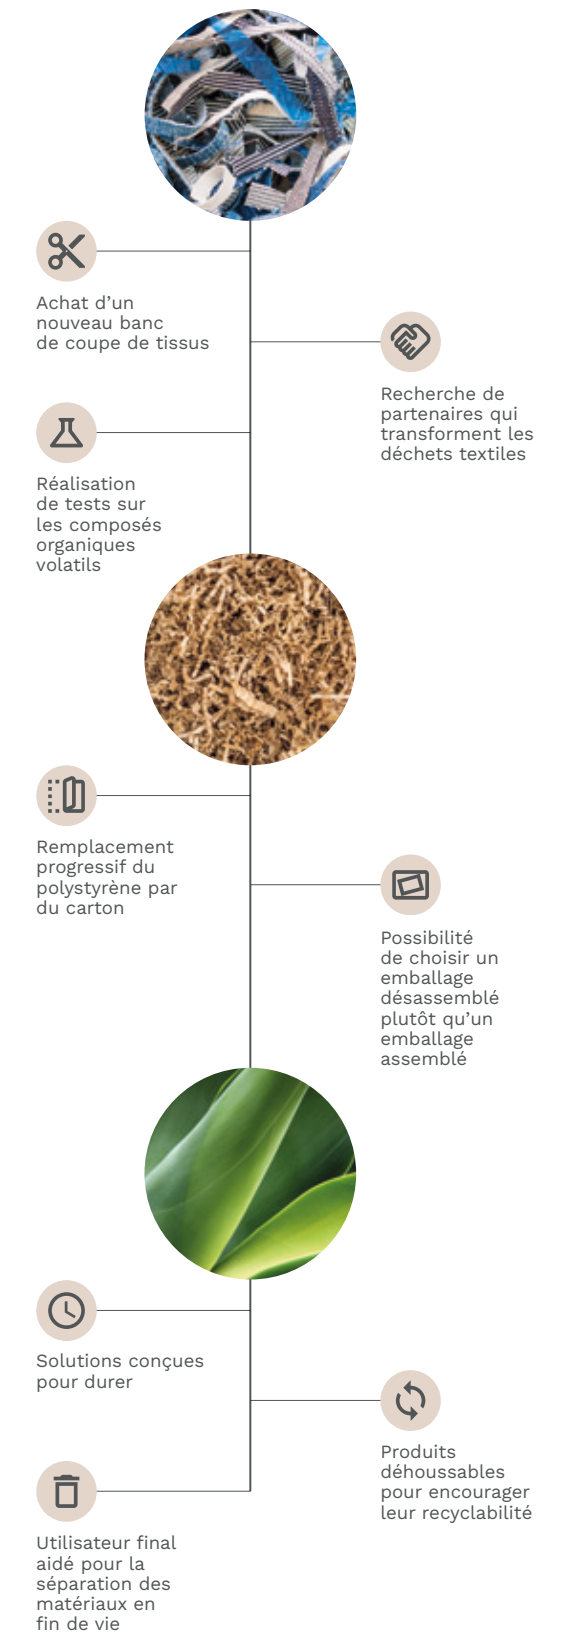 Achat d’un
nouveau banc
de coupe de tissus
Recherche de
partenaires qui
transforment les
déchets textiles
Réalisation
de tests sur
les composés
organiques
volatils
Remplacement
progressif du
polystyrène par
du carton
Possibilité
de choisir un
emballage
désassemblé
plutôt qu’un
emballage
assemblé
Solutions conçues
pour durer
Produits
déhoussables
pour encourager
leur recyclabilité
Utilisateur final
aidé pour la
séparation des
matériaux en
fin de vie